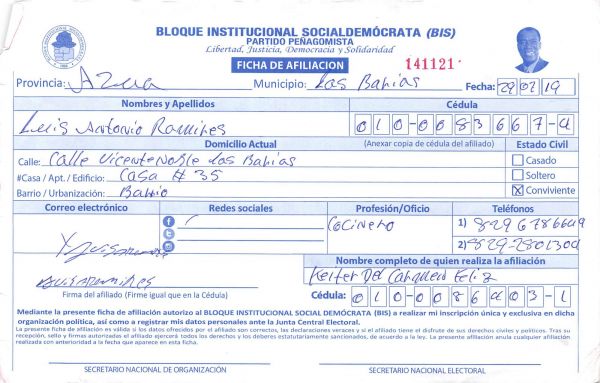 BLOQUE INSTITUCIONAL SOCIALDEMÓCRATA (BIS)
PARTIDO PEÑAGOMISTA
Libertad, Justicia, Democracia y Solidaridad
FICHA DE AFILIACION
141121
Provincia: Azua Municipio: Las Bahias Fecha: 29 07 19
Nombres y Apellidos Cédula
Luis Antonio Ramires 010-0083667-4
Domicilio Actual (Anexar copia de cédula del afiliado) Estado Civil
Calle: Calle Vicente Noble Las Bahias Casado
#Casa / Apt. / Edificio: Casa # 35 Soltero
Barrio / Urbanización: Barrio X Conviviente
Correo electrónico Redes sociales Profesión/Oficio Teléfonos
Cocinero 1) 829 6786649
2) 829-2801304
Nombre completo de quien realiza la afiliación
Del Feliz
Firma del afiliado (Firme igual que en la Cédula) Cédula: 010-0086403-1
Mediante la presente ficha de afiliación autorizo al BLOQUE INSTITUCIONAL SOCIAL DEMÓCRATA (BIS) a realizar mi inscripción única y exclusiva en dicha
organización política, así como a registrar mis datos personales ante la Junta Central Electoral.
La presente ficha de afiliación es válida si los datos ofrecidos por el afiliado son correctos, las declaraciones veraces y si el afiliado tiene el disfrute de sus derechos civiles y políticos. Tras su
recepción, sello y firmas autorizadas el afiliado ejercerá todos los derechos y los deberes estatutariamente sancionados, de acuerdo a la ley. La presente afiliación anula cualquier afiliación
realizada con anterioridad a la fecha que aparece en esta ficha.
SECRETARIO NACIONAL DE ORGANIZACIÓN SECRETARIO NACIONAL ELECTORAL